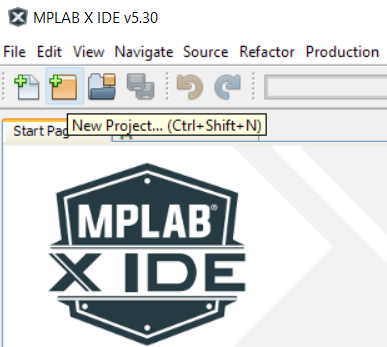 MPLAB X IDE v5.30
File Edit View Navigate Source Refactor Production
New Project... (Ctrl+Shift+N)
Start Pag
MPLAB®
X IDE